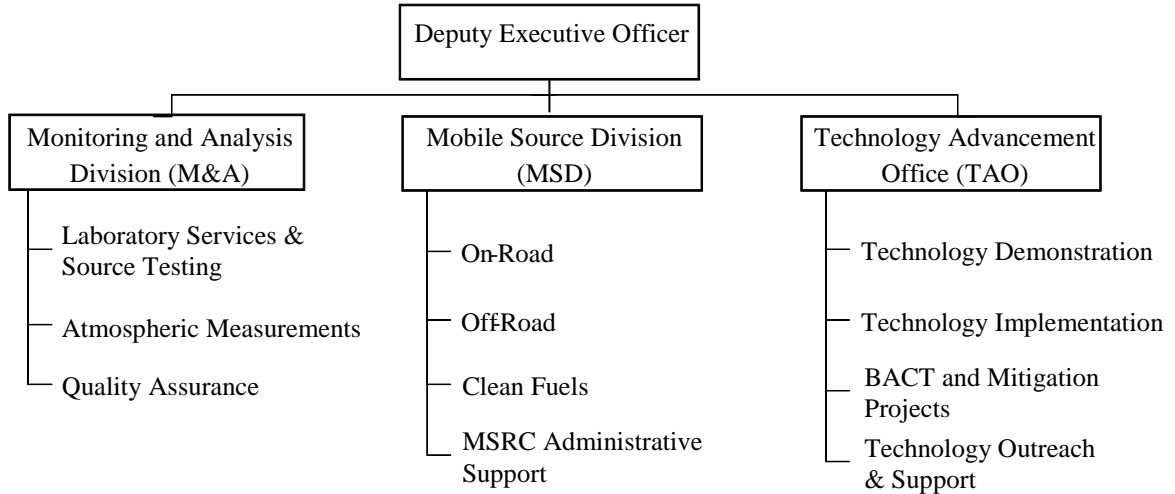 Deputy Executive Officer
Monitoring and Analysis
Division (M&A)
Laboratory Services &
Source Testing
Atmospheric Measurements
Quality Assurance
Mobile Source Division
(MSD)
On-Road
Off-Road
Clean Fuels
MSRC Administrative
Support
Technology Advancement
Office (TAO)
Technology Demonstration
Technology Implementation
BACT and Mitigation
Projects
Technology Outreach
& Support